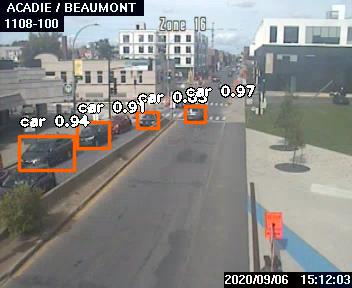 ACADIE / BEAUMONT
1108-100
Zone 16
car 0.97
car 0.91
car 0.94
2020/09/06 15:12:03